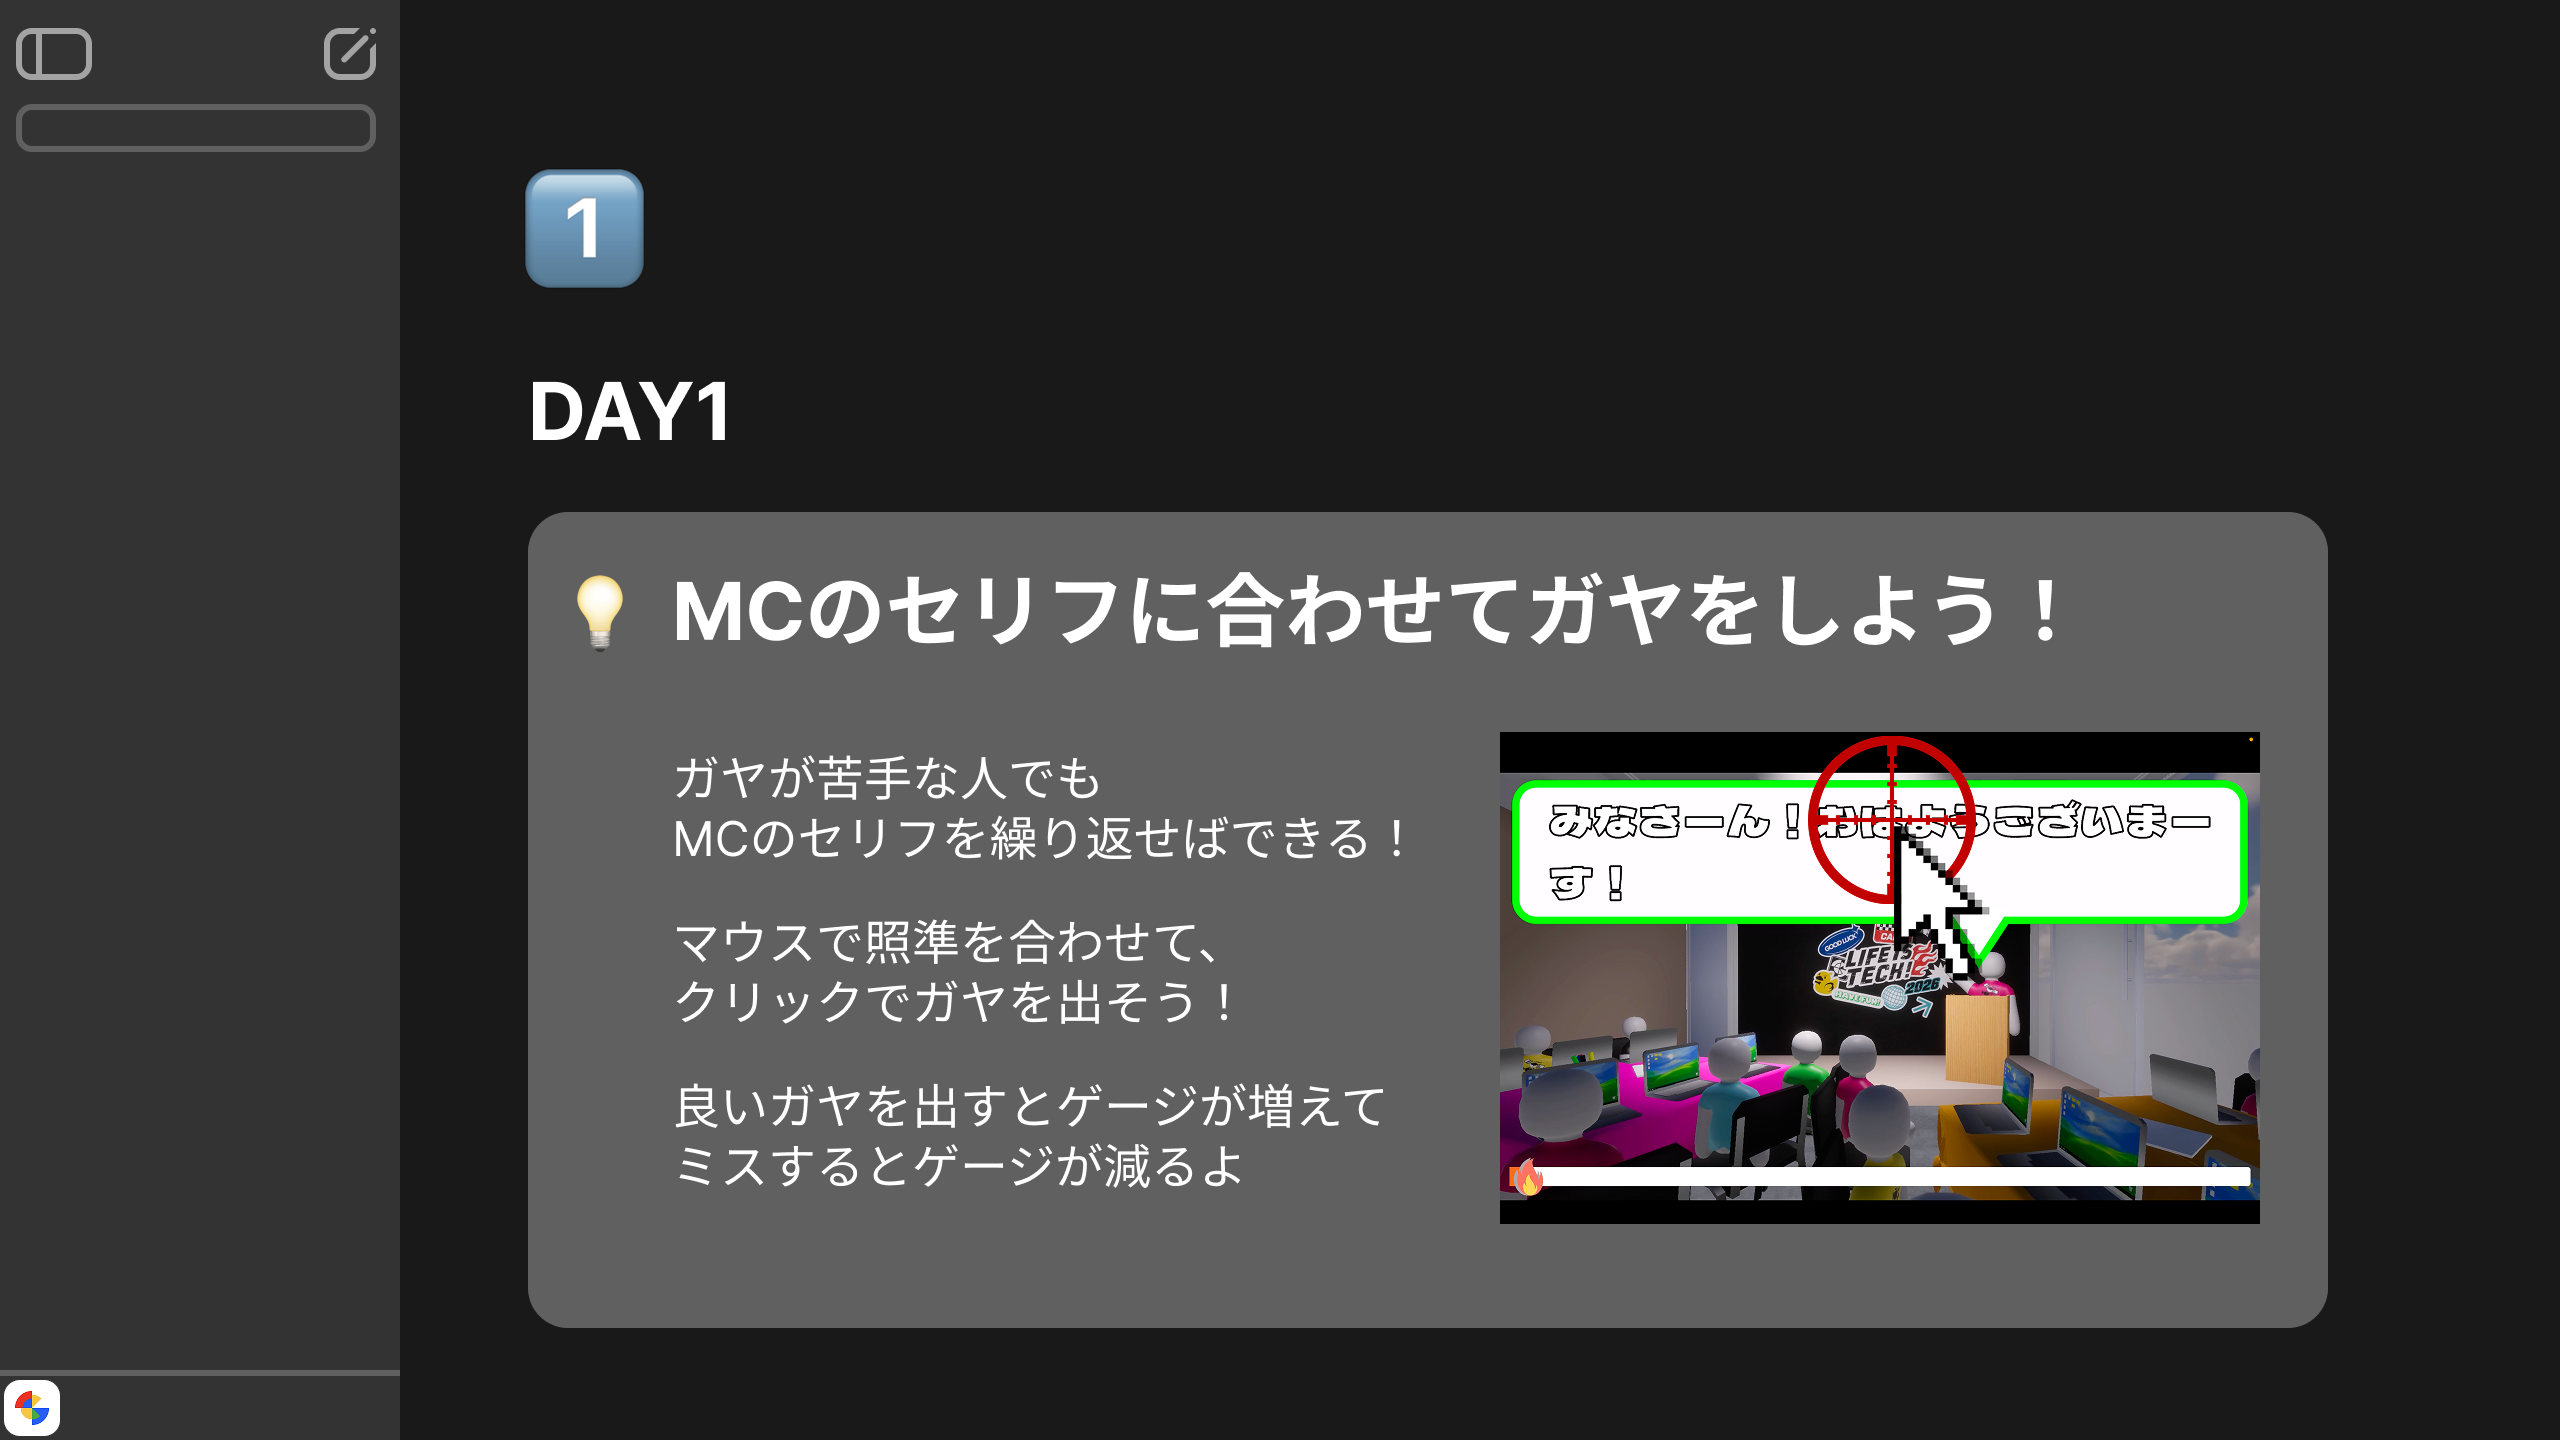 1
DAY1
MCのセリフに合わせてガヤをしよう！
ガヤが苦手な人でも
MCのセリフを繰り返せばできる！
マウスで照準を合わせて、
クリックでガヤを出そう！
良いガヤを出すとゲージが増えて
ミスするとゲージが減るよ
みなさーん！おはようございまー
す！
GOOD LUCK
LIFE IS
TECH!
2026
HAVE FUN!